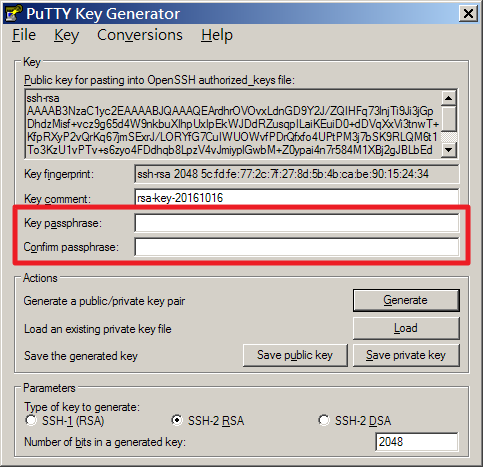 PuTTY Key Generator
File Key Conversions Help
Key
Public key for pasting into OpenSSH authorized_keys file:
ssh-rsa
AAAAB3NzaC1yc2EAAAABJQAAAQEArdhrOVOvxLdnGD9Y2J/ZQIHFq73lnjTi9Ji3jGp
DhdzMisf+vcz9g65d4W9nkbuXlhpUxIpEkWJDdRZusqpILaiKEuiD0+dDVqXxVi3tnwT+
KfpRXyP2vQrKq67jmSExrJ/LORYfG7CuIWUOWvfPDrQfxfo4UPtPM3j7bSK9RLQM6t1
To3KzU1vPTv+s6zyo4FDdhqb8LpzV4vJmiyplGwbM+Z0ypai4n7r584M1XBj2gJBLbEd
Key fingerprint: ssh-rsa 2048 5c:fd:fe:77:2c:7f:27:8d:5b:4b:ca:be:90:15:24:34
Key comment: rsa-key-20161016
Key passphrase:
Confirm passphrase:
Actions
Generate a public/private key pair Generate
Load an existing private key file Load
Save the generated key Save public key Save private key
Parameters
Type of key to generate:
SSH-1 (RSA) SSH-2 RSA SSH-2 DSA
Number of bits in a generated key: 2048